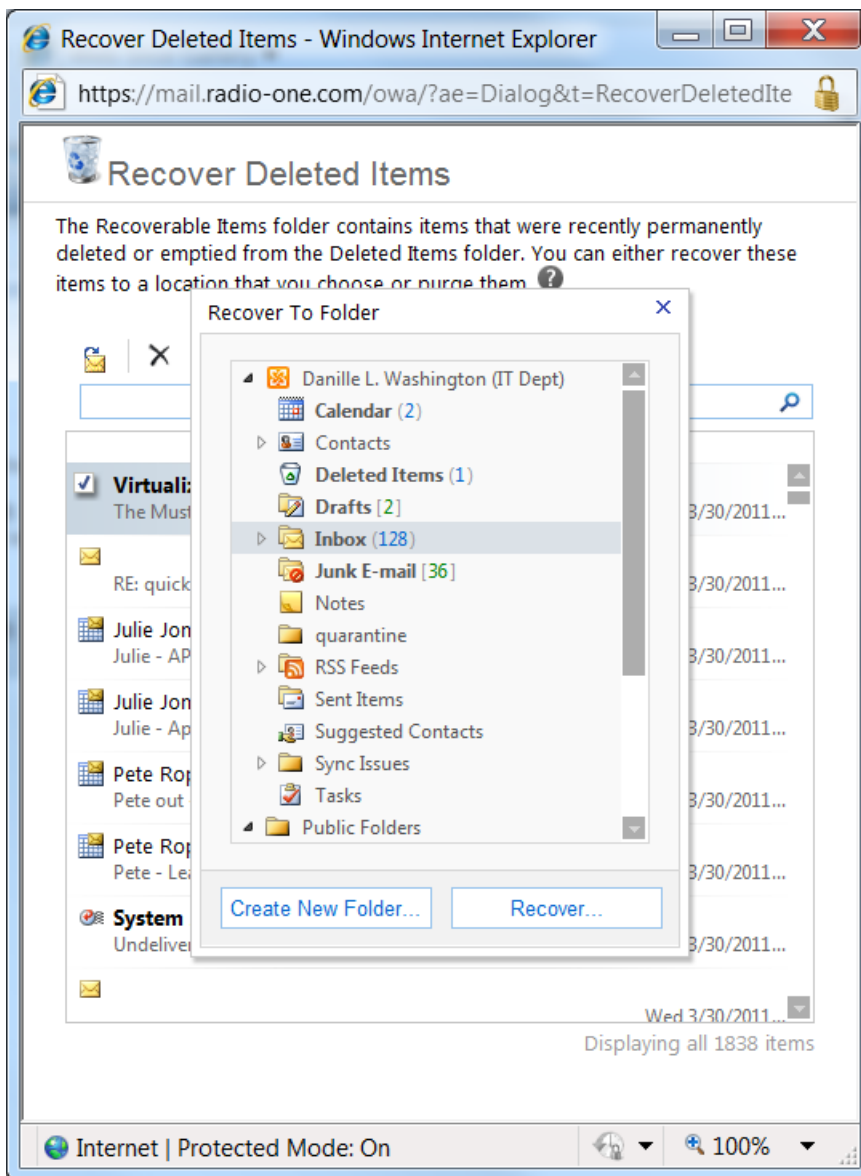 Recover Deleted Items - Windows Internet Explorer
https://mail.radio-one.com/owa/?ae=Dialog&t=RecoverDeletedIte
Recover Deleted Items
The Recoverable Items folder contains items that were recently permanently
deleted or emptied from the Deleted Items folder. You can either recover these
items to a location that you choose or purge them
Recover To Folder
Danille L. Washington (IT Dept)
Calendar (2)
Contacts
Deleted Items (1)
Drafts [2]
Inbox (128)
Junk E-mail [36]
Notes
quarantine
RSS Feeds
Sent Items
Suggested Contacts
Sync Issues
Tasks
Public Folders
Create New Folder... Recover...
The Must 3/30/2011...
RE: quick 3/30/2011...
Julie Jon
Julie - AP 3/30/2011...
Julie Jon
Julie - Ap 3/30/2011...
Pete Rop
Pete out 3/30/2011...
Pete Rop
Pete - Lea 3/30/2011...
System
Undelive 3/30/2011...
Wed 3/30/2011...
Displaying all 1838 items
Internet | Protected Mode: On 100%